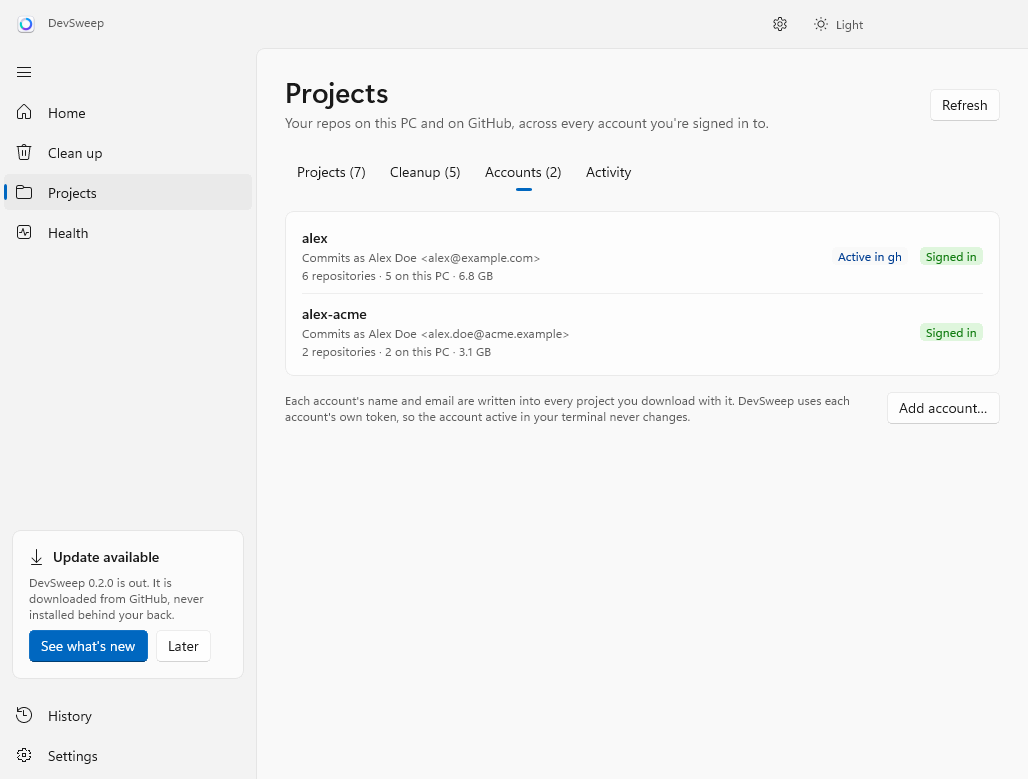 DevSweep
Light
Home
Clean up
Projects
Health
Projects
Your repos on this PC and on GitHub, across every account you're signed in to.
Refresh
Projects (7)
Cleanup (5)
Accounts (2)
Activity
alex
Commits as Alex Doe <alex@example.com>
6 repositories · 5 on this PC · 6.8 GB
Active in gh
Signed in
alex-acme
Commits as Alex Doe <alex.doe@acme.example>
2 repositories · 2 on this PC · 3.1 GB
Signed in
Each account's name and email are written into every project you download with it. DevSweep uses each
account's own token, so the account active in your terminal never changes.
Add account...
Update available
DevSweep 0.2.0 is out. It is
downloaded from GitHub, never
installed behind your back.
See what's new
Later
History
Settings